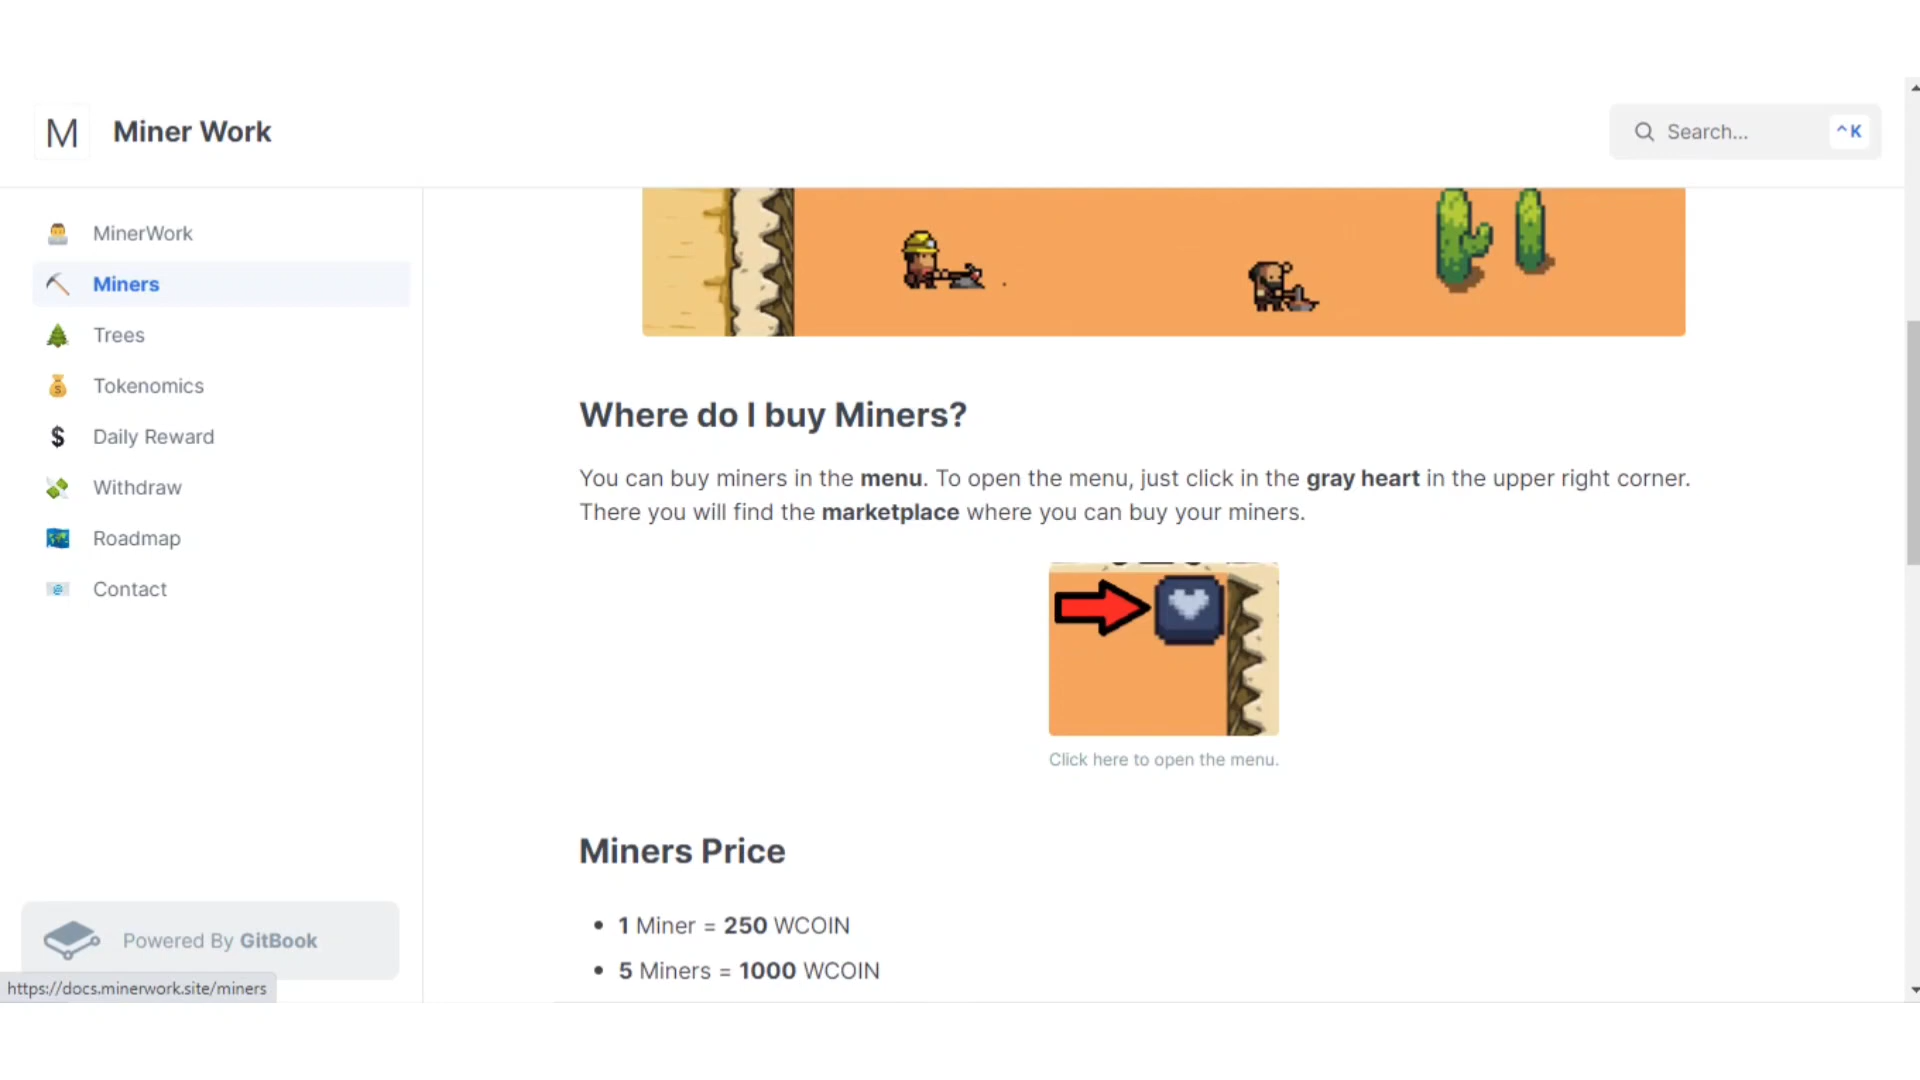 M Miner Work
Search... ^K
MinerWork
Miners
Trees
Tokenomics
$ Daily Reward
Withdraw
Roadmap
Contact
Powered By GitBook
https://docs.minerwork.site/miners
Where do I buy Miners?
You can buy miners in the menu. To open the menu, just click in the gray heart in the upper right corner.
There you will find the marketplace where you can buy your miners.
Click here to open the menu.
Miners Price
• 1 Miner = 250 WCOIN
• 5 Miners = 1000 WCOIN